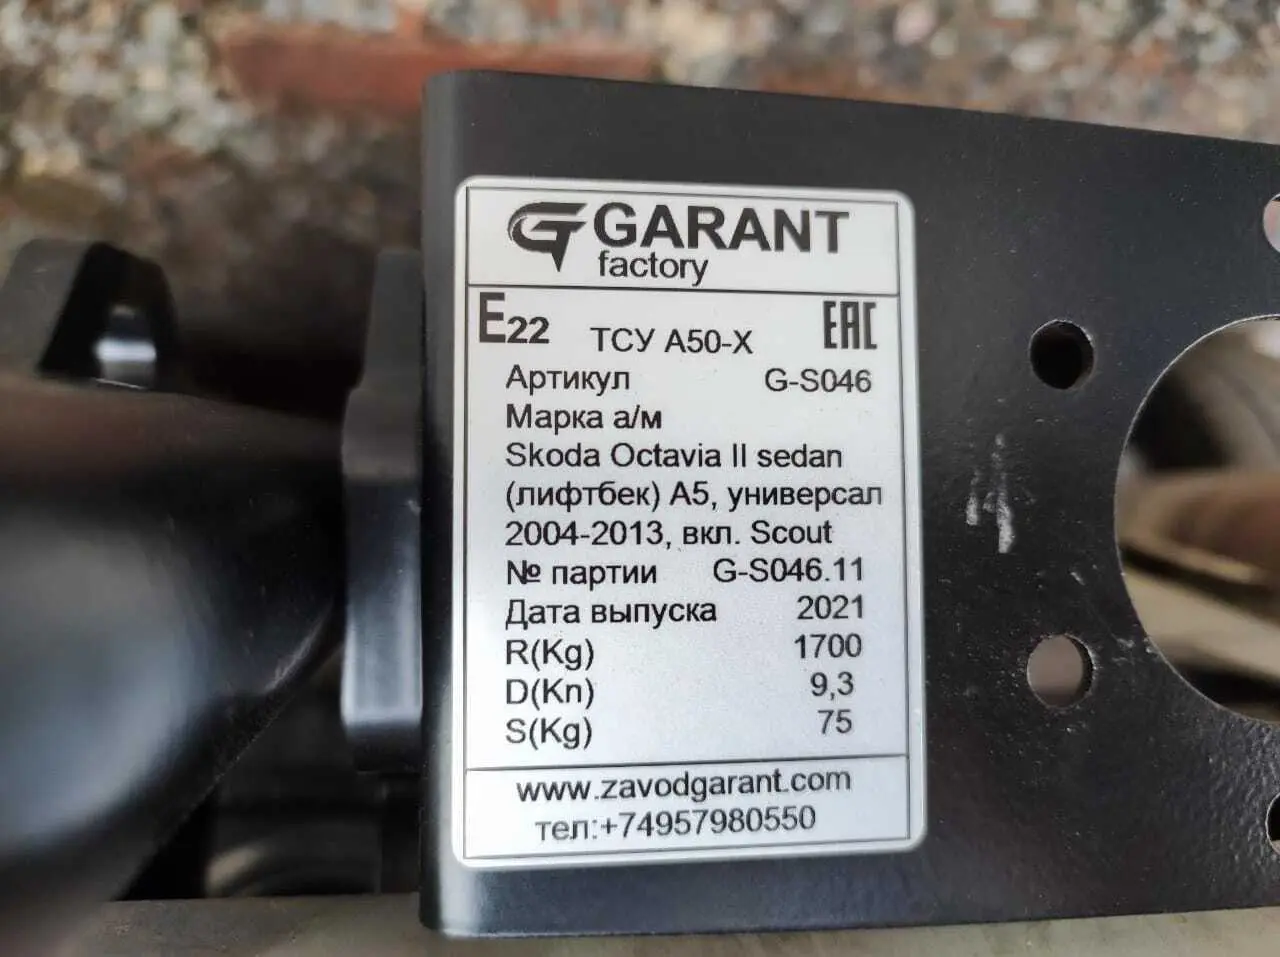 GARANT
factory
E22 ТСУ А50-Х EAC
Артикул G-S046
Марка а/м
Skoda Octavia II sedan
(лифтбек) А5, универсал
2004-2013, вкл. Scout
№ партии G-S046.11
Дата выпуска 2021
R(Kg) 1700
D(Kn) 9,3
S(Kg) 75
www.zavodgarant.com
тел:+74957980550